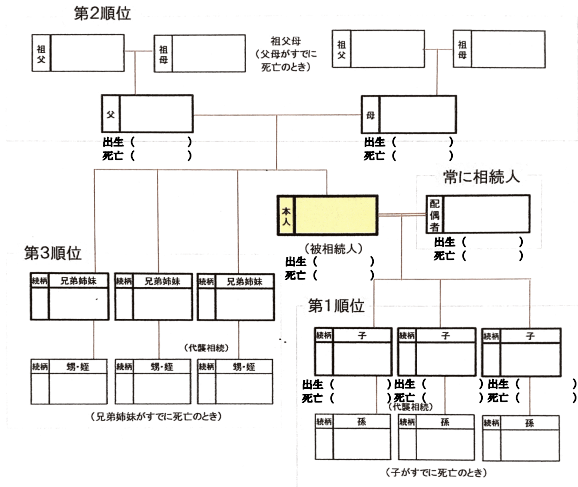 第2順位
祖父
祖母
祖父母
(父母がすでに
死亡のとき)
祖父
祖母
父
母
出生 (　　　)
死亡 (　　　)
出生 (　　　)
死亡 (　　　)
常に相続人
本人
配偶者
(被相続人)
出生 (　　　)
死亡 (　　　)
出生 (　　　)
死亡 (　　　)
第3順位
続柄 兄弟姉妹
続柄 兄弟姉妹
続柄 兄弟姉妹
(代襲相続)
続柄 甥・姪
続柄 甥・姪
続柄 甥・姪
(兄弟姉妹がすでに死亡のとき)
第1順位
続柄 子
続柄 子
続柄 子
出生 (　　　) 出生 (　　　) 出生 (　　　)
死亡 (　　　) 死亡 (　　　) 死亡 (　　　)
(代襲相続)
続柄 孫
続柄 孫
続柄 孫
(子がすでに死亡のとき)